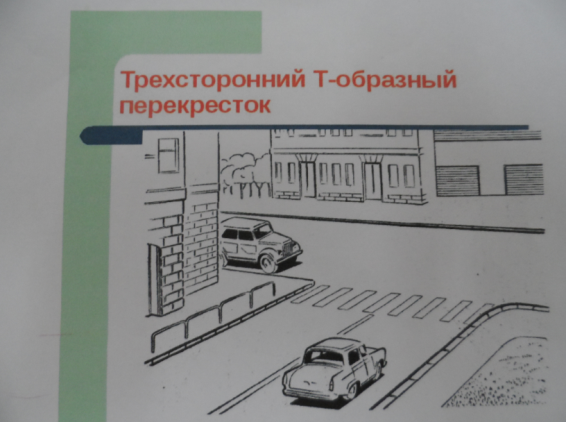 Трехсторонний Т-образный
перекресток